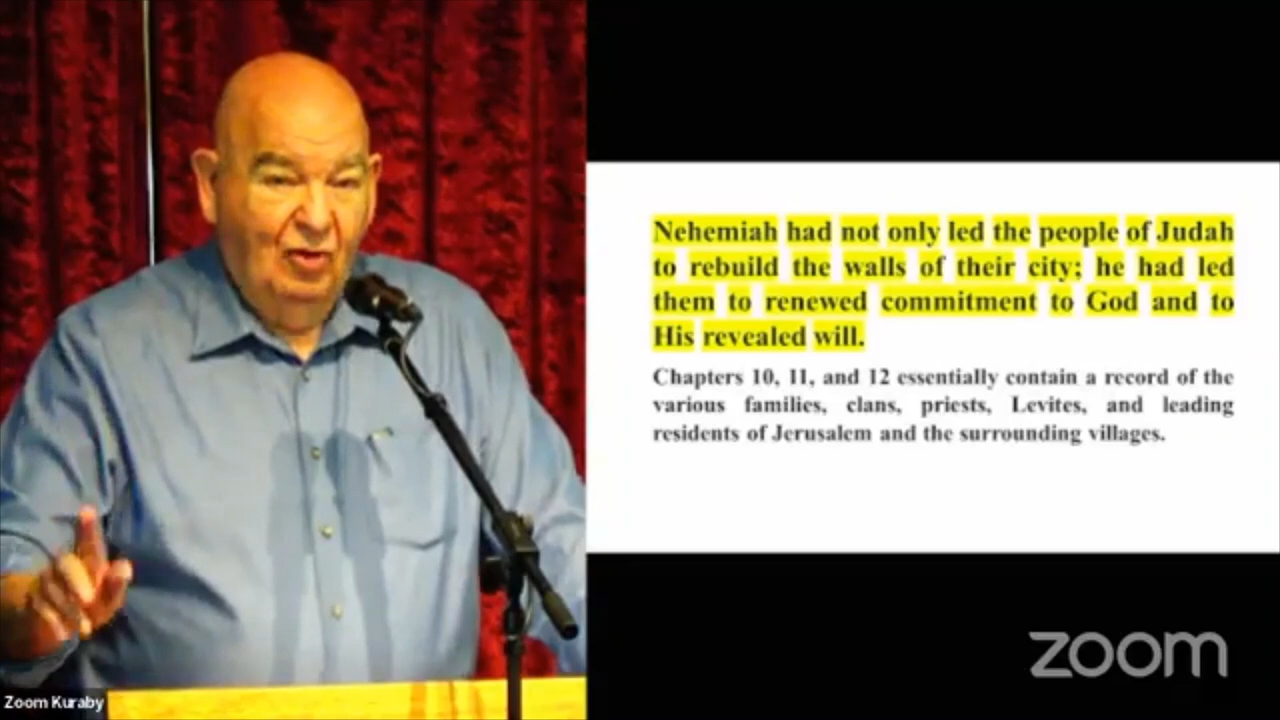 Nehemiah had not only led the people of Judah
to rebuild the walls of their city; he had led
them to renewed commitment to God and to
His revealed will.
Chapters 10, 11, and 12 essentially contain a record of the
various families, clans, priests, Levites, and leading
residents of Jerusalem and the surrounding villages.
zoom
Zoom Kuraby